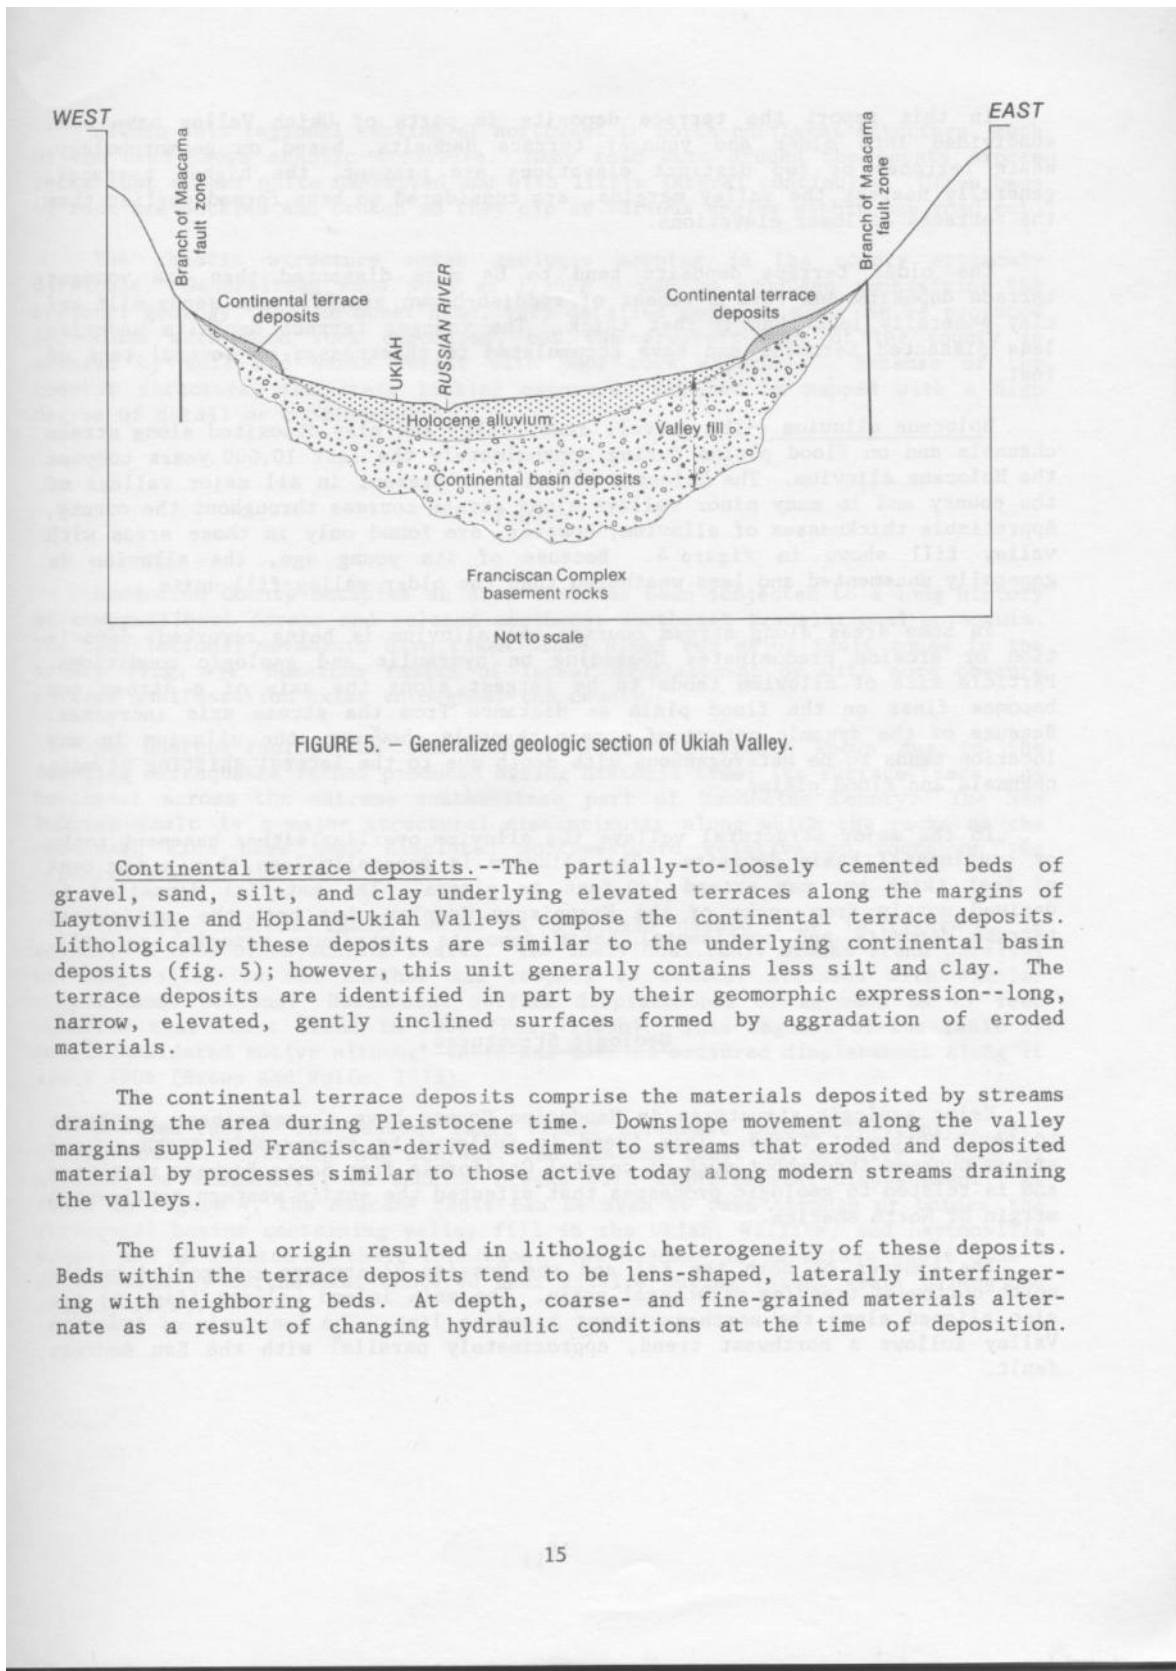 WEST
EAST
Branch of Maacama
fault zone
Branch of Maacama
fault zone
Continental terrace
deposits
Continental terrace
deposits
UKIAH
RUSSIAN RIVER
Holocene alluvium
Valley fill
Continental basin deposits
Franciscan Complex
basement rocks
Not to scale
FIGURE 5. – Generalized geologic section of Ukiah Valley.
Continental terrace deposits.--The partially-to-loosely cemented beds of
gravel, sand, silt, and clay underlying elevated terraces along the margins of
Laytonville and Hopland-Ukiah Valleys compose the continental terrace deposits.
Lithologically these deposits are similar to the underlying continental basin
deposits (fig. 5); however, this unit generally contains less silt and clay. The
terrace deposits are identified in part by their geomorphic expression--long,
narrow, elevated, gently inclined surfaces formed by aggradation of eroded
materials.
The continental terrace deposits comprise the materials deposited by streams
draining the area during Pleistocene time. Downslope movement along the valley
margins supplied Franciscan-derived sediment to streams that eroded and deposited
material by processes similar to those active today along modern streams draining
the valleys.
The fluvial origin resulted in lithologic heterogeneity of these deposits.
Beds within the terrace deposits tend to be lens-shaped, laterally interfinger-
ing with neighboring beds. At depth, coarse- and fine-grained materials alter-
nate as a result of changing hydraulic conditions at the time of deposition.
15